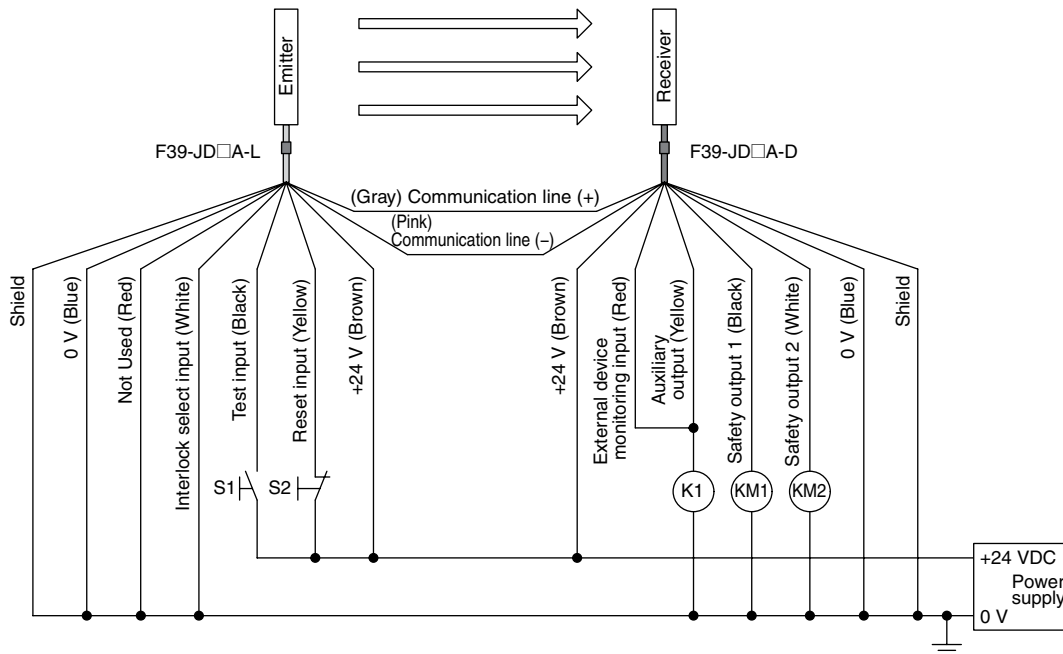 Emitter
Receiver
F39-JD□A-L
F39-JD□A-D
(Gray) Communication line (+)
(Pink)
Communication line (−)
Shield
0 V (Blue)
Not Used (Red)
Interlock select input (White)
Test input (Black)
Reset input (Yellow)
+24 V (Brown)
+24 V (Brown)
External device
monitoring input (Red)
Auxiliary
output (Yellow)
Safety output 1 (Black)
Safety output 2 (White)
0 V (Blue)
Shield
S1
S2
K1
KM1
KM2
+24 VDC
Power
supply
0 V